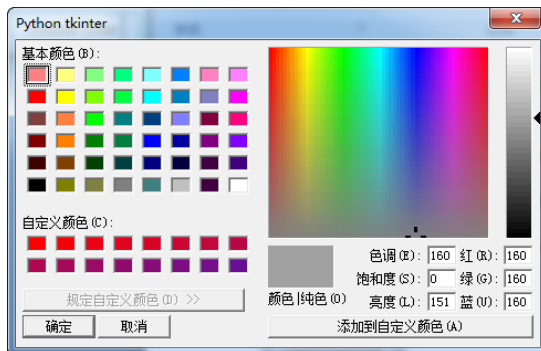 Python tkinter
基本颜色(B):
自定义颜色(C):
规定自定义颜色(D) >>
确定 取消
颜色|纯色(O)
色调(E): 160 红(R): 160
饱和度(S): 0 绿(G): 160
亮度(L): 151 蓝(U): 160
添加到自定义颜色(A)